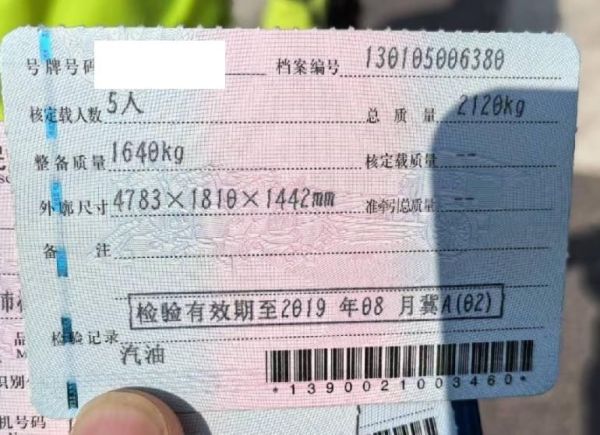 号牌号码 档案编号 130105006380
核定载人数 5人 总质量 2120kg
整备质量 1640kg 核定载质量 --
外廓尺寸 4783×1810×1442mm 准牵引总质量 --
备注
检验有效期至2019年08月冀A(02)
检验记录
汽油
*1390021003460*
品
识别
机号码